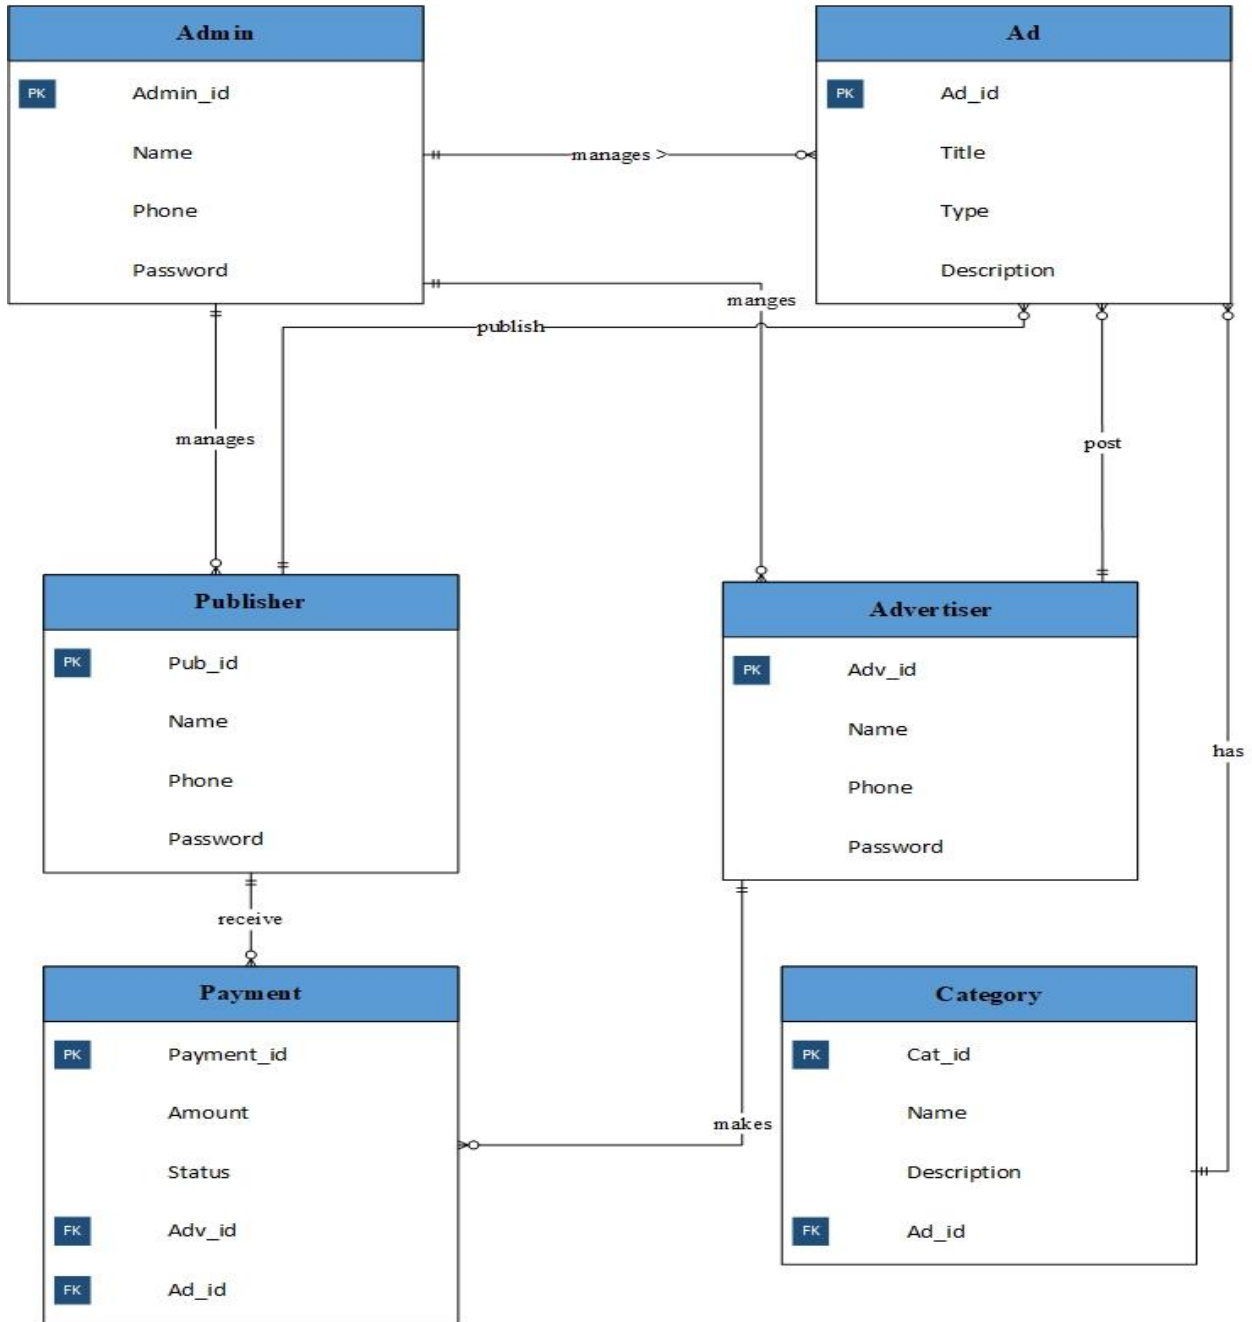 Admin
PK Admin_id
Name
Phone
Password
Ad
PK Ad_id
Title
Type
Description
manages >
manges
publish
manages
post
has
Publisher
PK Pub_id
Name
Phone
Password
Advertiser
PK Adv_id
Name
Phone
Password
receive
makes
Payment
PK Payment_id
Amount
Status
FK Adv_id
FK Ad_id
Category
PK Cat_id
Name
Description
FK Ad_id